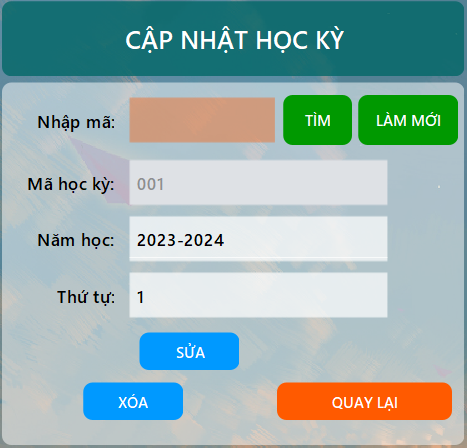 CẬP NHẬT HỌC KỲ
Nhập mã: TÌM LÀM MỚI
Mã học kỳ: 001
Năm học: 2023-2024
Thứ tự: 1
SỬA
XÓA QUAY LẠI